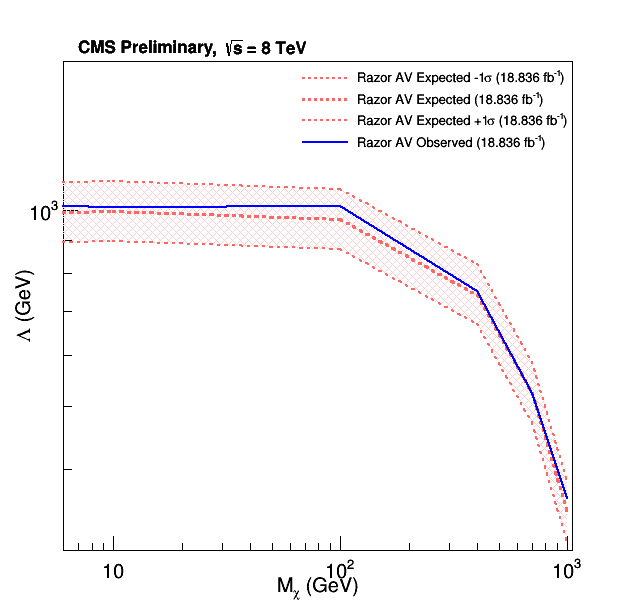 CMS Preliminary, √s = 8 TeV
Razor AV Expected -1σ (18.836 fb⁻¹)
Razor AV Expected (18.836 fb⁻¹)
Razor AV Expected +1σ (18.836 fb⁻¹)
Razor AV Observed (18.836 fb⁻¹)
10³
Λ (GeV)
10 10² 10³
Mᵪ (GeV)